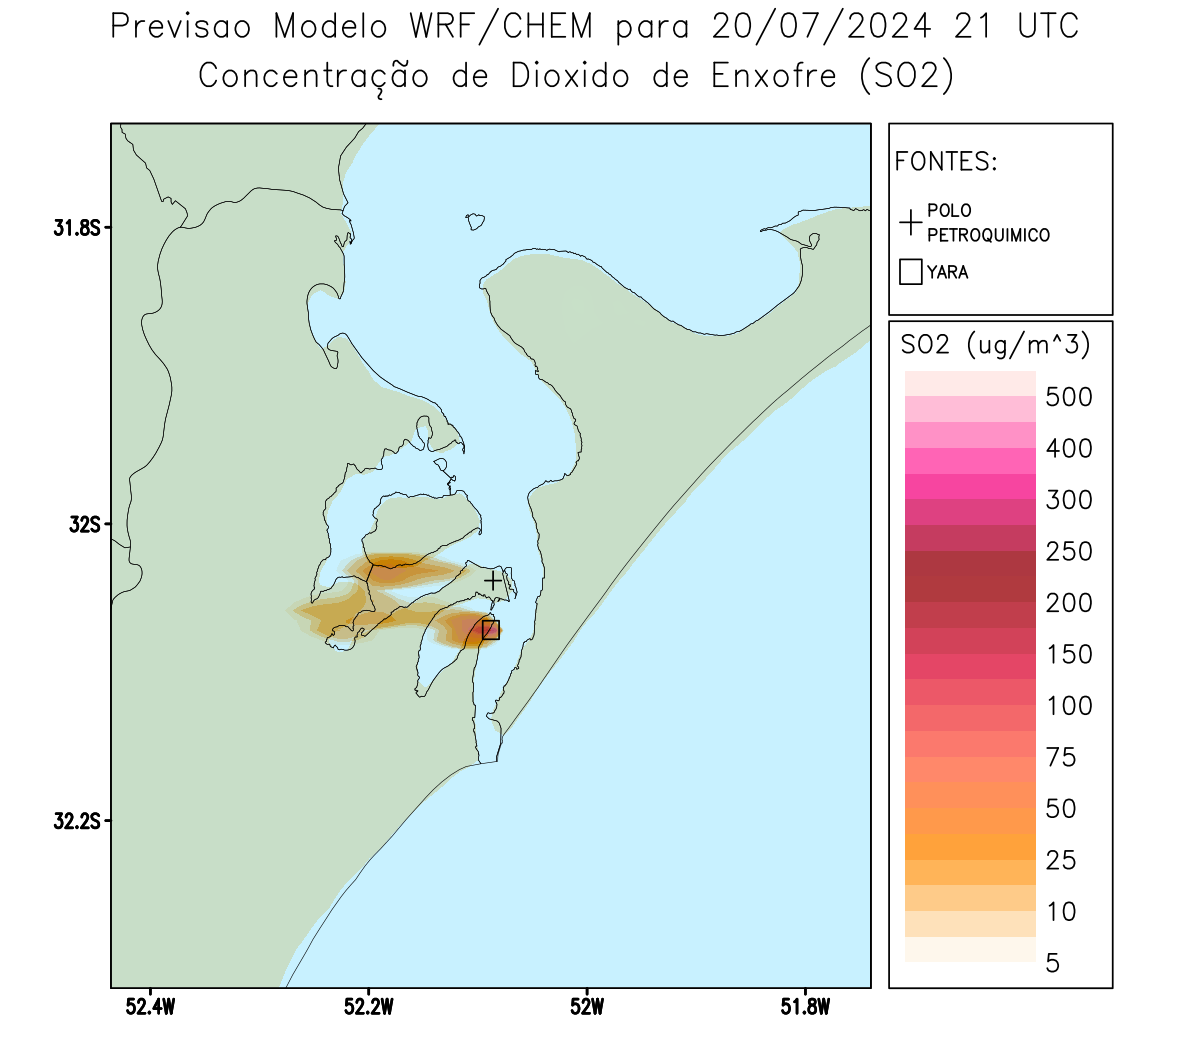 Previsao Modelo WRF/CHEM para 20/07/2024 21 UTC
Concentração de Dioxido de Enxofre (SO2)
FONTES:
POLO
PETROQUIMICO
YARA
31.8S
32S
32.2S
52.4W
52.2W
52W
51.8W
SO2 (ug/m^3)
500
400
300
250
200
150
100
75
50
25
10
5